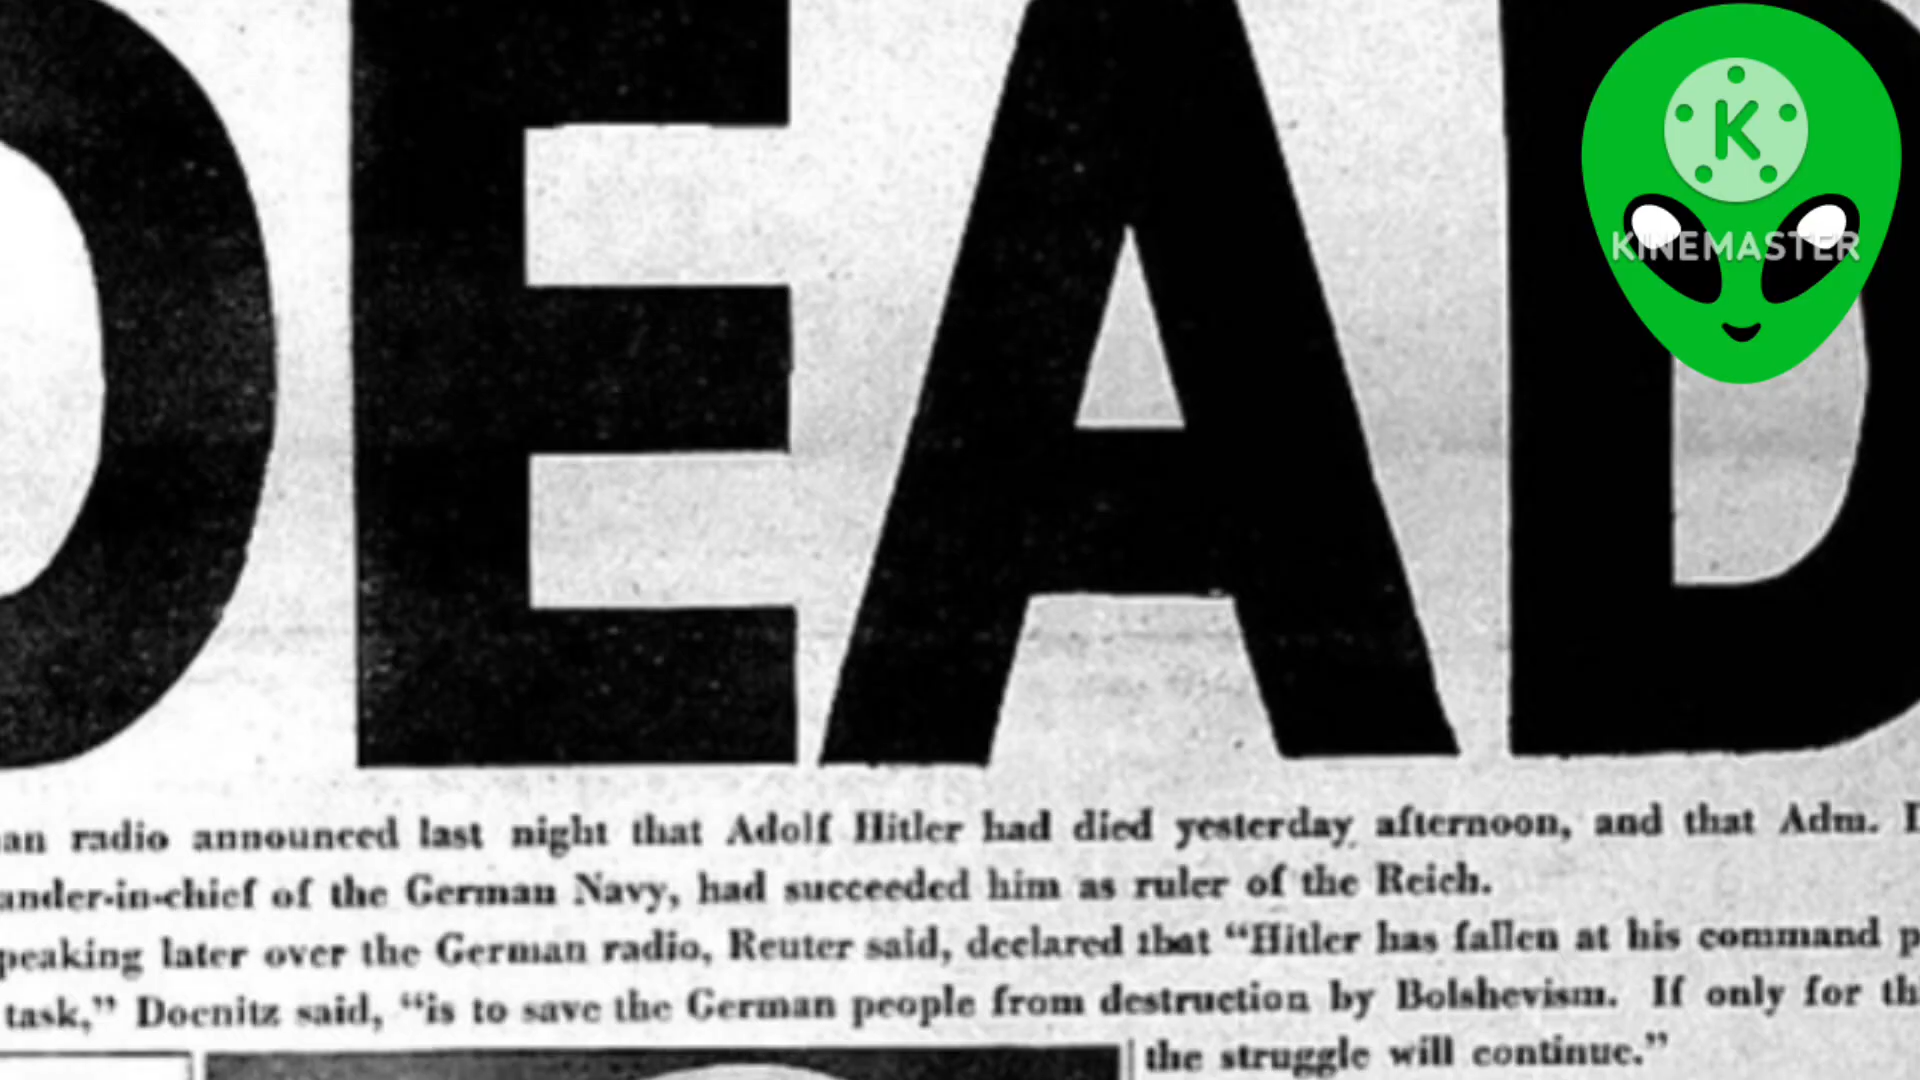 DEAD
K
KINEMASTER
an radio announced last night that Adolf Hitler had died yesterday afternoon, and that Adm.
ander-in-chief of the German Navy, had succeeded him as ruler of the Reich.
peaking later over the German radio, Reuter said, declared that “Hitler has fallen at his command p
task,” Doenitz said, “is to save the German people from destruction by Bolshevism. If only for th
the struggle will continue.”